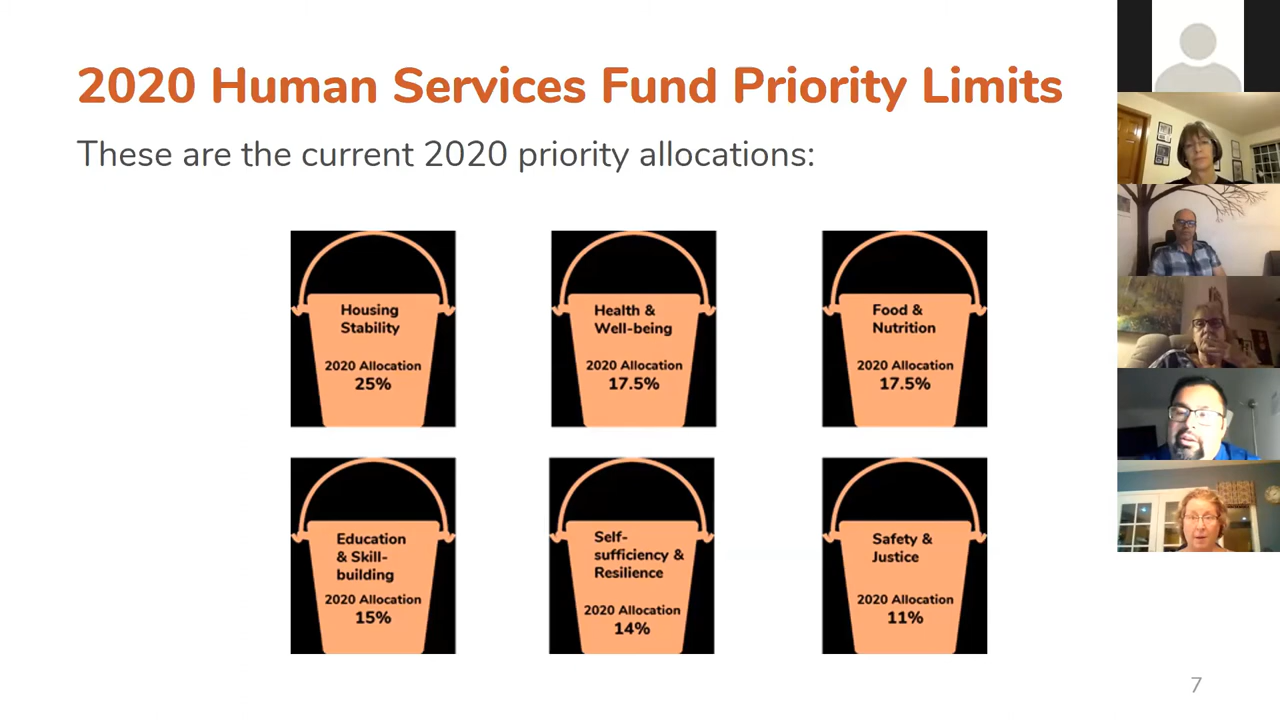 2020 Human Services Fund Priority Limits
These are the current 2020 priority allocations:
Housing
Stability
2020 Allocation
25%
Health &
Well-being
2020 Allocation
17.5%
Food &
Nutrition
2020 Allocation
17.5%
Education
& Skill-
building
2020 Allocation
15%
Self-
sufficiency &
Resilience
2020 Allocation
14%
Safety &
Justice
2020 Allocation
11%
7